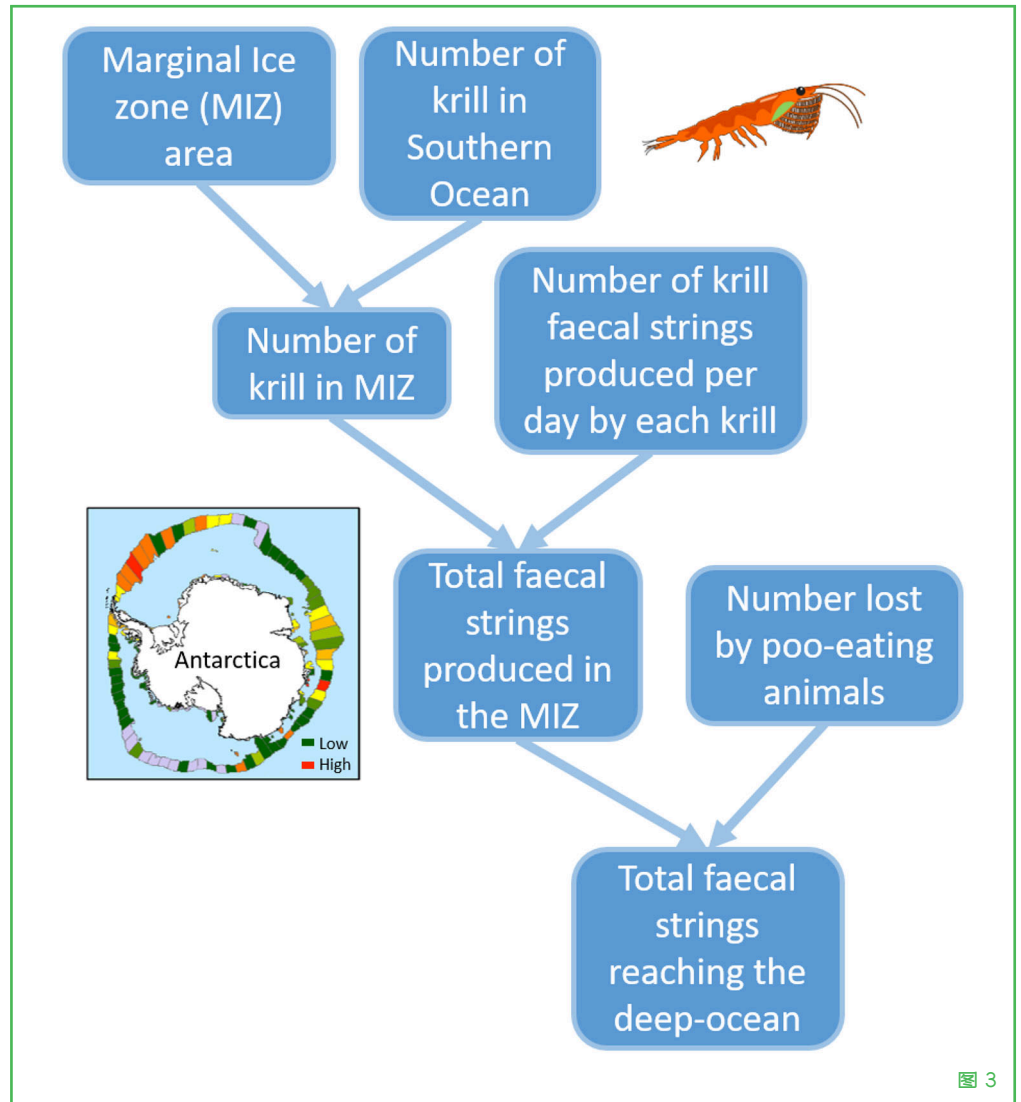 Marginal Ice
zone (MIZ)
area
Number of
krill in
Southern
Ocean
Number of
krill in MIZ
Number of krill
faecal strings
produced per
day by each krill
Antarctica
Low
High
Total faecal
strings
produced in
the MIZ
Number lost
by poo-eating
animals
Total faecal
strings
reaching the
deep-ocean
图 3